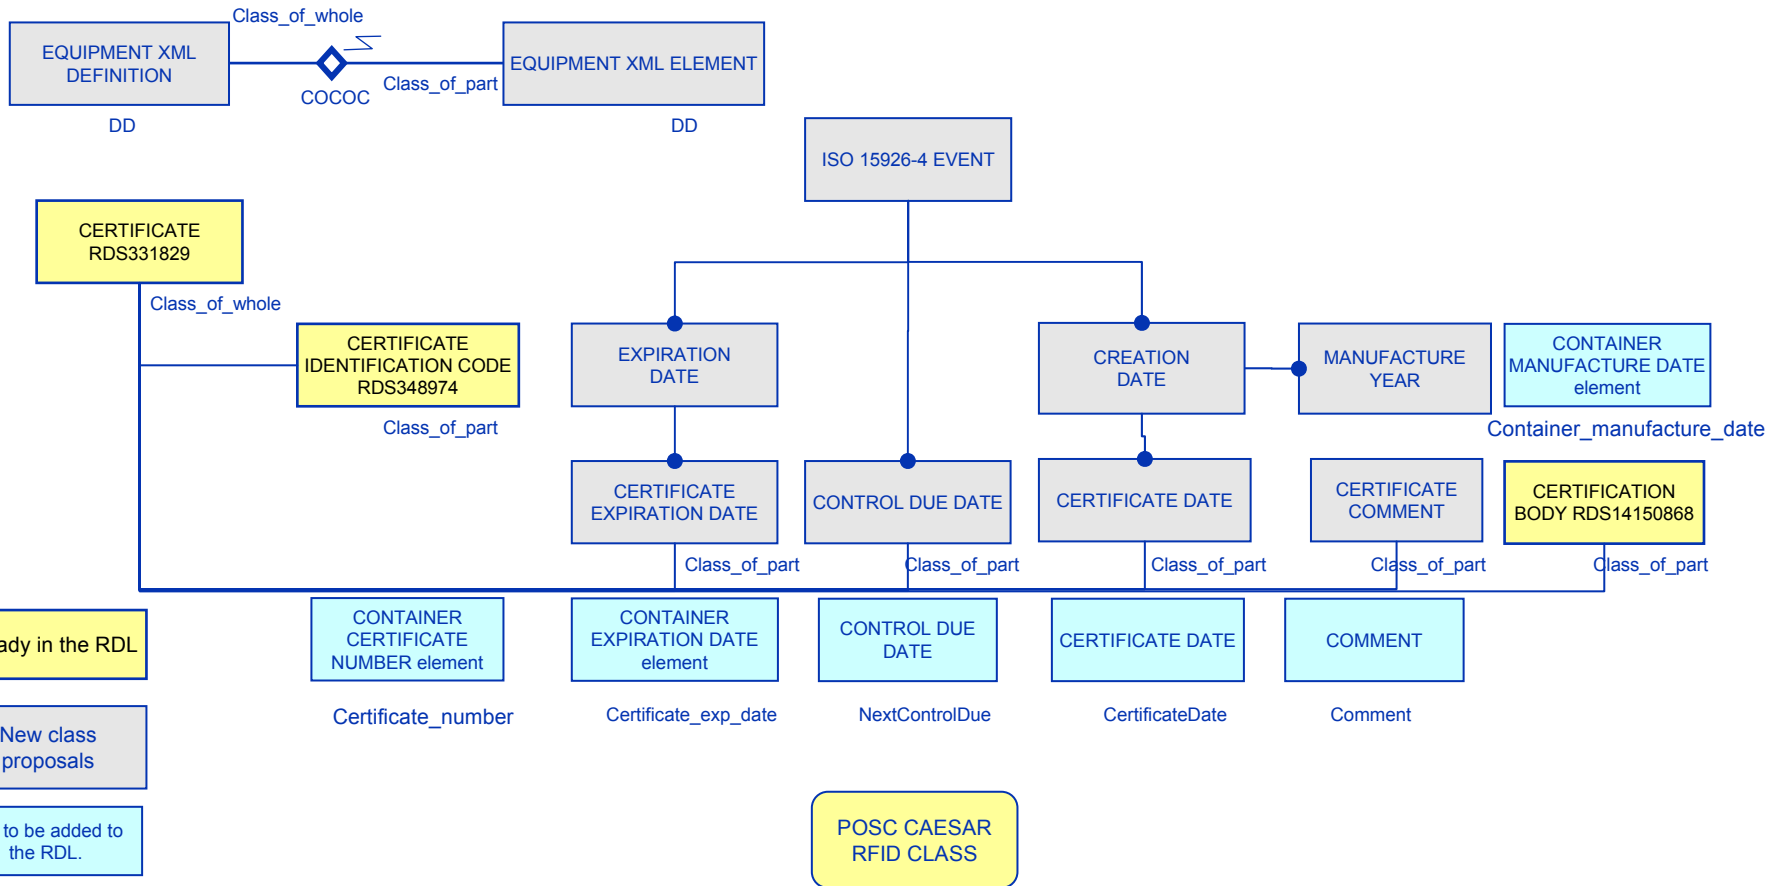 Class_of_whole
EQUIPMENT XML
DEFINITION
EQUIPMENT XML ELEMENT
Class_of_part
COCOC
DD
DD
ISO 15926-4 EVENT
CERTIFICATE
RDS331829
Class_of_whole
CERTIFICATE
IDENTIFICATION CODE
RDS348974
Class_of_part
EXPIRATION
DATE
CREATION
DATE
MANUFACTURE
YEAR
CONTAINER
MANUFACTURE DATE
element
Container_manufacture_date
CERTIFICATE
EXPIRATION DATE
CONTROL DUE DATE
CERTIFICATE DATE
CERTIFICATE
COMMENT
CERTIFICATION
BODY RDS14150868
Class_of_part
Class_of_part
Class_of_part
Class_of_part
Class_of_part
ady in the RDL
CONTAINER
CERTIFICATE
NUMBER element
CONTAINER
EXPIRATION DATE
element
CONTROL DUE
DATE
CERTIFICATE DATE
COMMENT
Certificate_number
Certificate_exp_date
NextControlDue
CertificateDate
Comment
New class
proposals
to be added to
the RDL.
POSC CAESAR
RFID CLASS